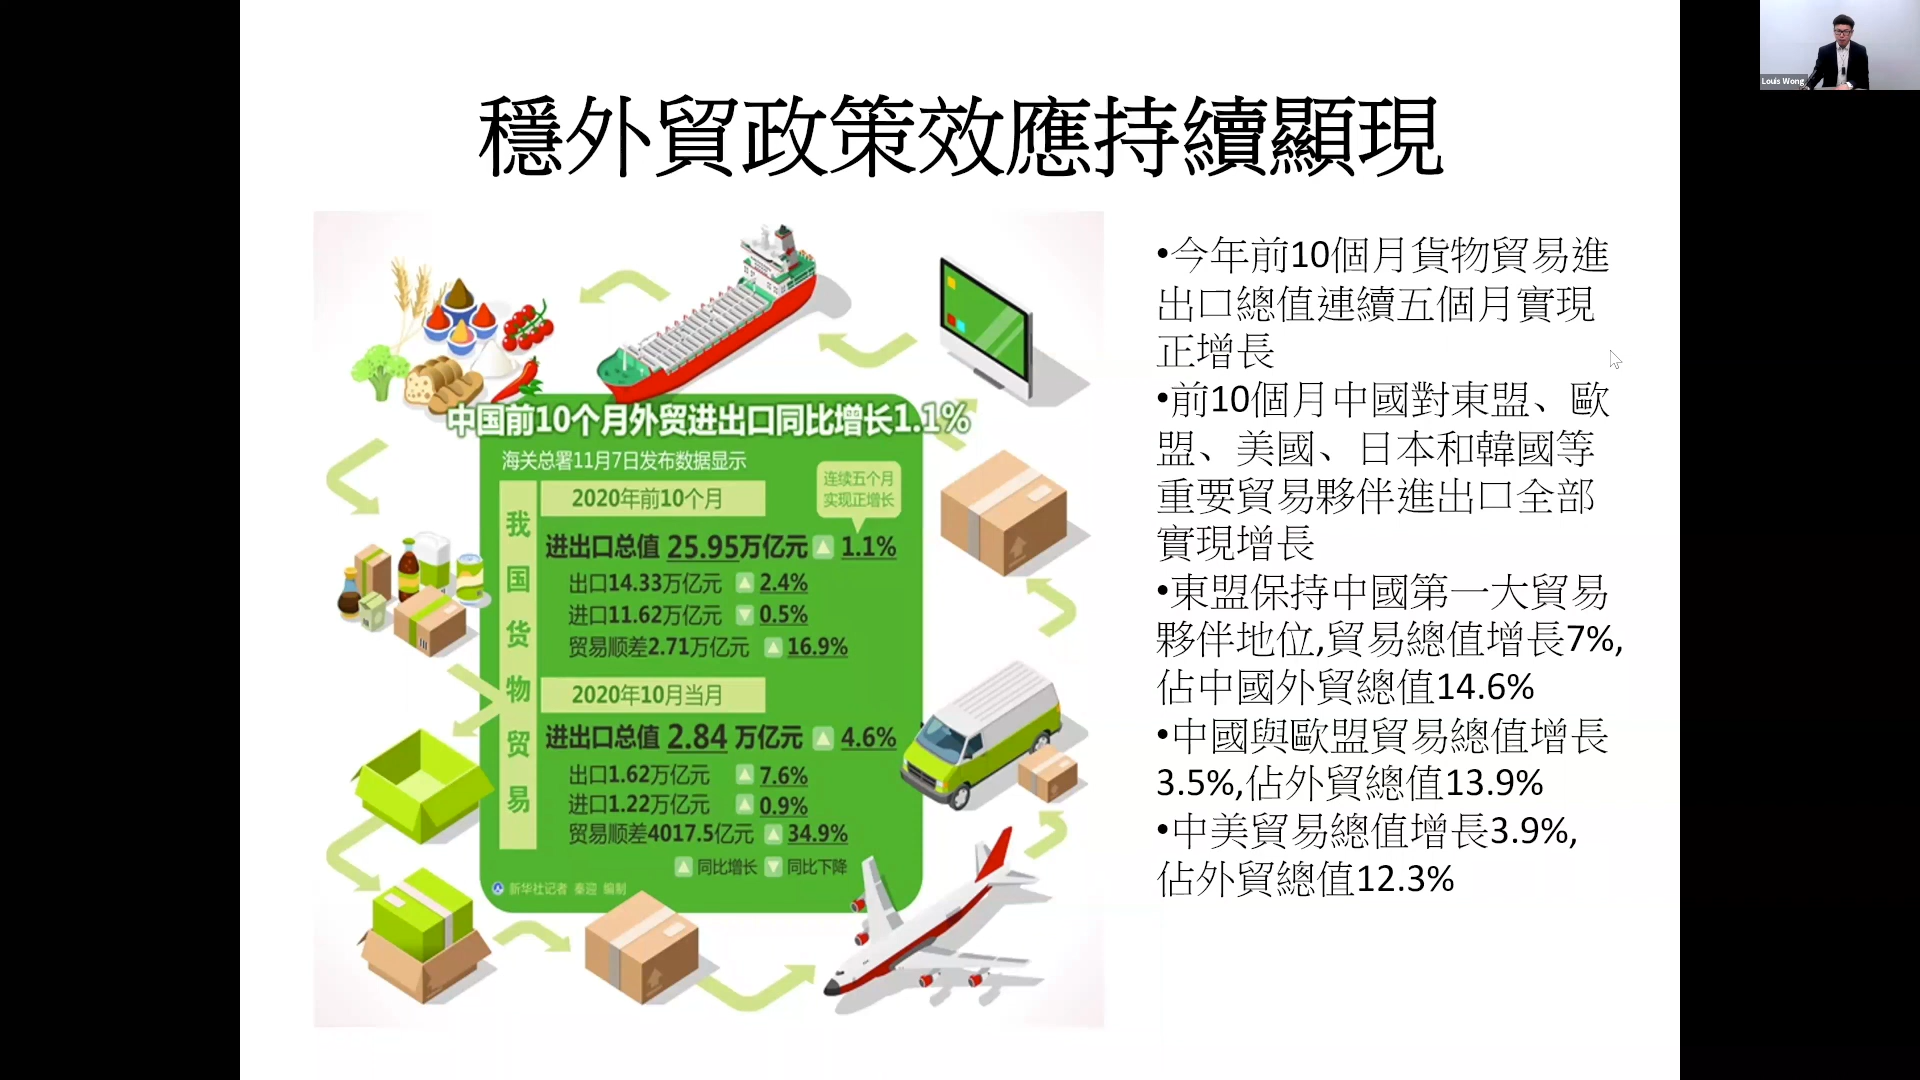 Louis Wong
穩外貿政策效應持續顯現
中国前10个月外贸进出口同比增长1.1%
海关总署11月7日发布数据显示
连续五个月
实现正增长
我国货物贸易
2020年前10个月
进出口总值 25.95万亿元 ▲ 1.1%
出口14.33万亿元 ▲ 2.4%
进口11.62万亿元 ▼ 0.5%
贸易顺差2.71万亿元 ▲ 16.9%
2020年10月当月
进出口总值 2.84 万亿元 ▲ 4.6%
出口1.62万亿元 ▲ 7.6%
进口1.22万亿元 ▲ 0.9%
贸易顺差4017.5亿元 ▲ 34.9%
▲ 同比增长 ▼ 同比下降
新华社记者 秦迎 编制
•今年前10個月貨物貿易進
出口總值連續五個月實現
正增長
•前10個月中國對東盟、歐
盟、美國、日本和韓國等
重要貿易夥伴進出口全部
實現增長
•東盟保持中國第一大貿易
夥伴地位,貿易總值增長7%,
佔中國外貿總值14.6%
•中國與歐盟貿易總值增長
3.5%,佔外貿總值13.9%
•中美貿易總值增長3.9%,
佔外貿總值12.3%